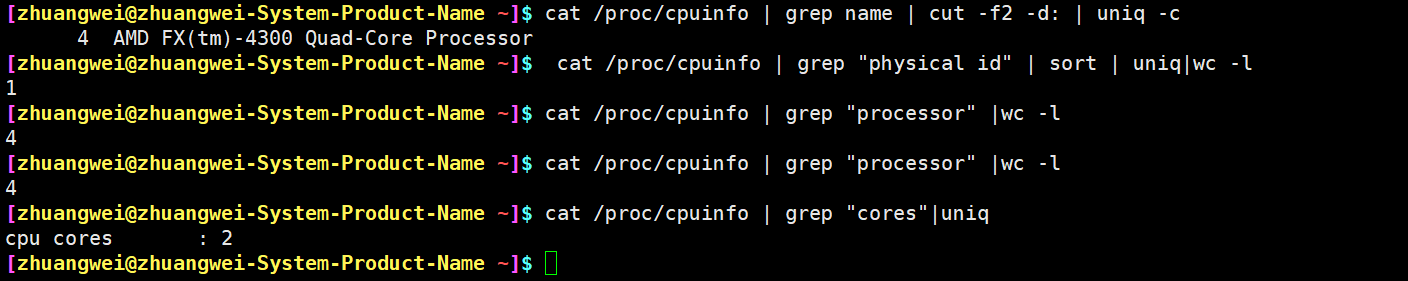 [zhuangwei@zhuangwei-System-Product-Name ~]$ cat /proc/cpuinfo | grep name | cut -f2 -d: | uniq -c
      4  AMD FX(tm)-4300 Quad-Core Processor
[zhuangwei@zhuangwei-System-Product-Name ~]$  cat /proc/cpuinfo | grep "physical id" | sort | uniq|wc -l
1
[zhuangwei@zhuangwei-System-Product-Name ~]$ cat /proc/cpuinfo | grep "processor" |wc -l
4
[zhuangwei@zhuangwei-System-Product-Name ~]$ cat /proc/cpuinfo | grep "processor" |wc -l
4
[zhuangwei@zhuangwei-System-Product-Name ~]$ cat /proc/cpuinfo | grep "cores"|uniq
cpu cores       : 2
[zhuangwei@zhuangwei-System-Product-Name ~]$